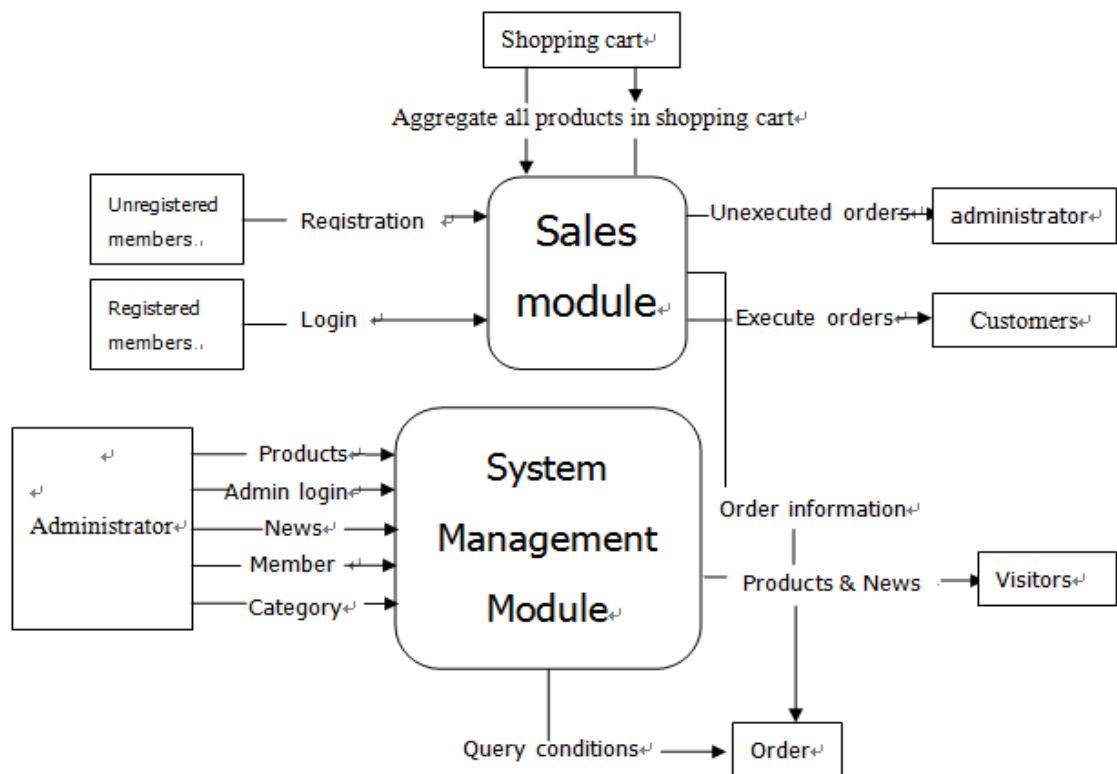 Shopping cart
Aggregate all products in shopping cart
Unregistered
members.
Registration
Sales
module
Unexecuted orders
administrator
Registered
members.
Login
Execute orders
Customers
Administrator
Products
Admin login
News
Member
Category
System
Management
Module
Order information
Products & News
Visitors
Query conditions
Order